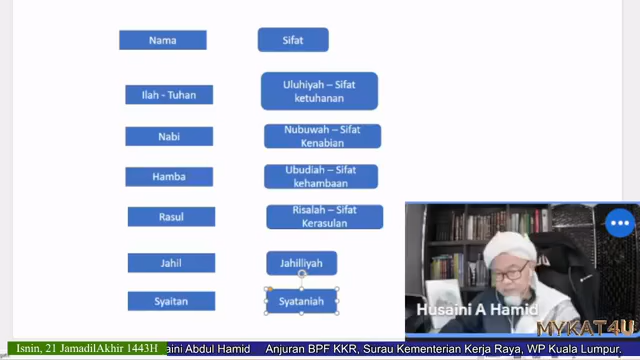 Nama
Sifat
Ilah - Tuhan
Uluhiyah – Sifat
ketuhanan
Nabi
Nubuwah – Sifat
Kenabian
Hamba
Ubudiah – Sifat
kehambaan
Rasul
Risalah – Sifat
Kerasulan
Jahil
Jahilliyah
Syaitan
Syataniah
Husaini A Hamid
MYKAT4U
Isnin, 21 JamadilAkhir 1443H
aini Abdul Hamid Anjuran BPF KKR, Surau Kementerian Kerja Raya, WP Kuala Lumpur,